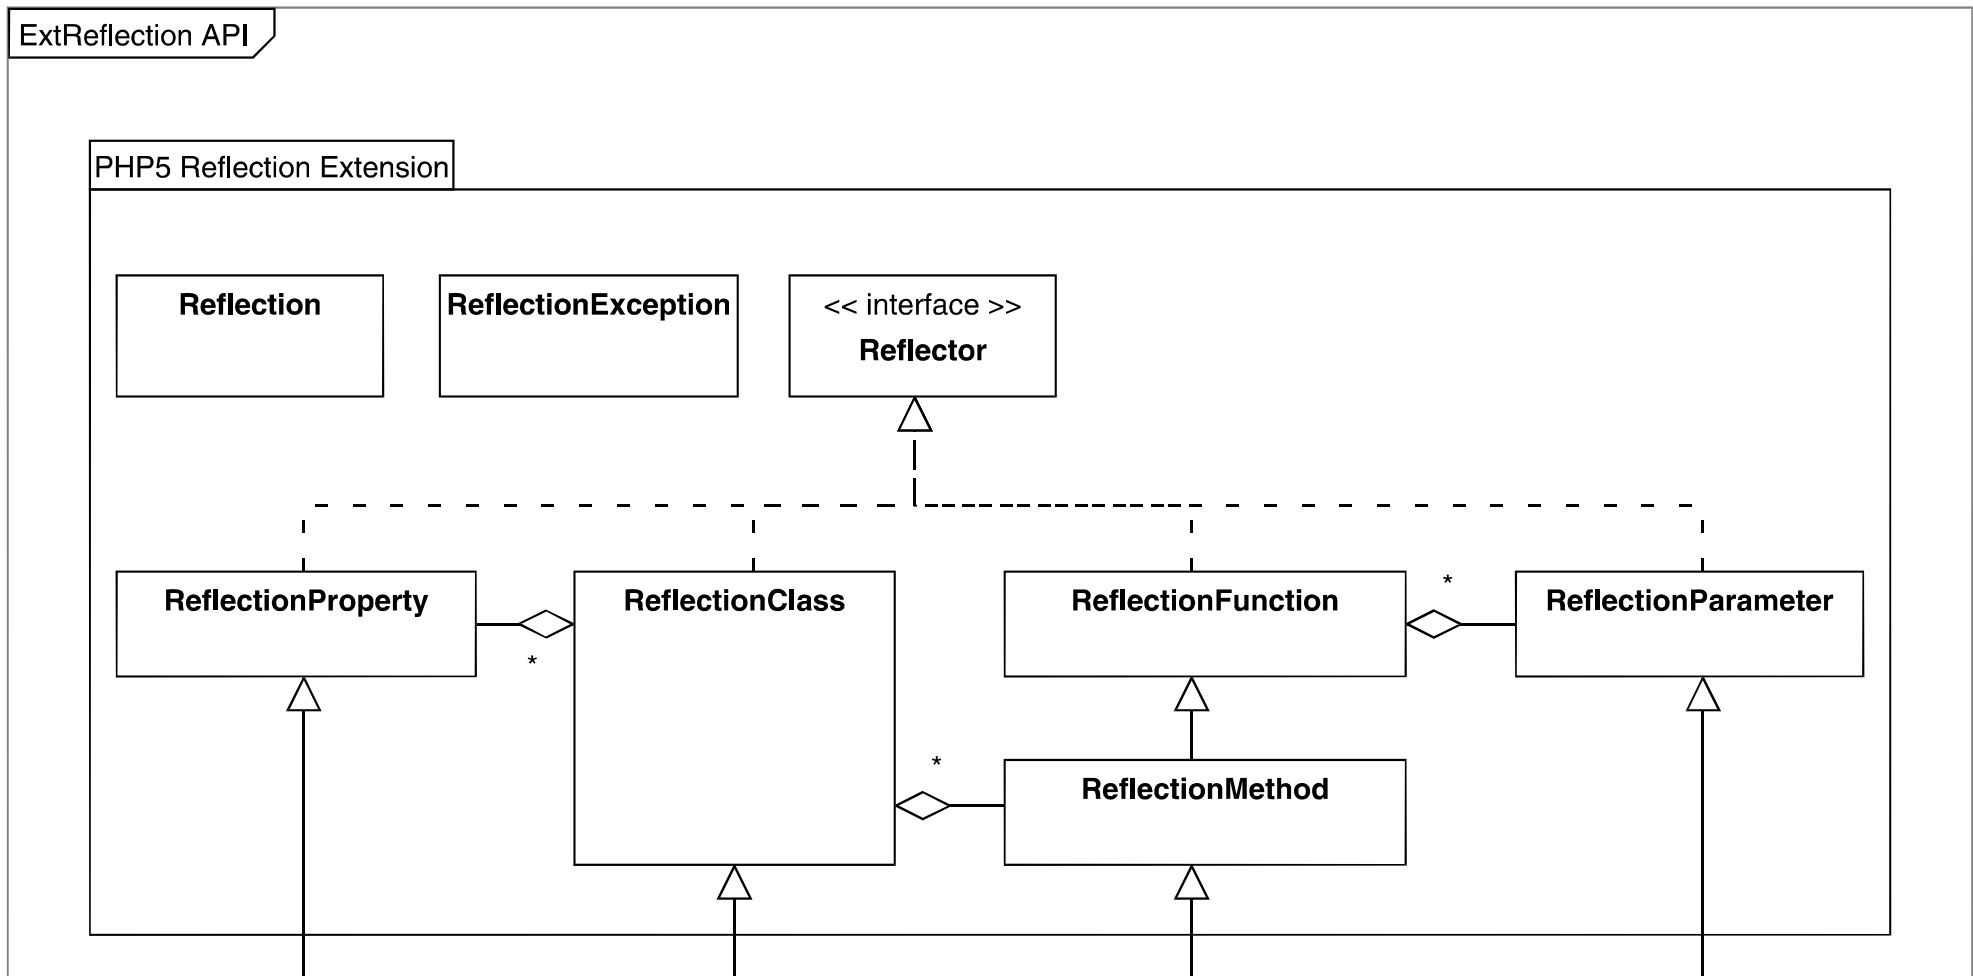 ExtReflection API
PHP5 Reflection Extension
Reflection
ReflectionException
<< interface >>
Reflector
ReflectionProperty
*
ReflectionClass
*
ReflectionFunction
*
ReflectionParameter
ReflectionMethod